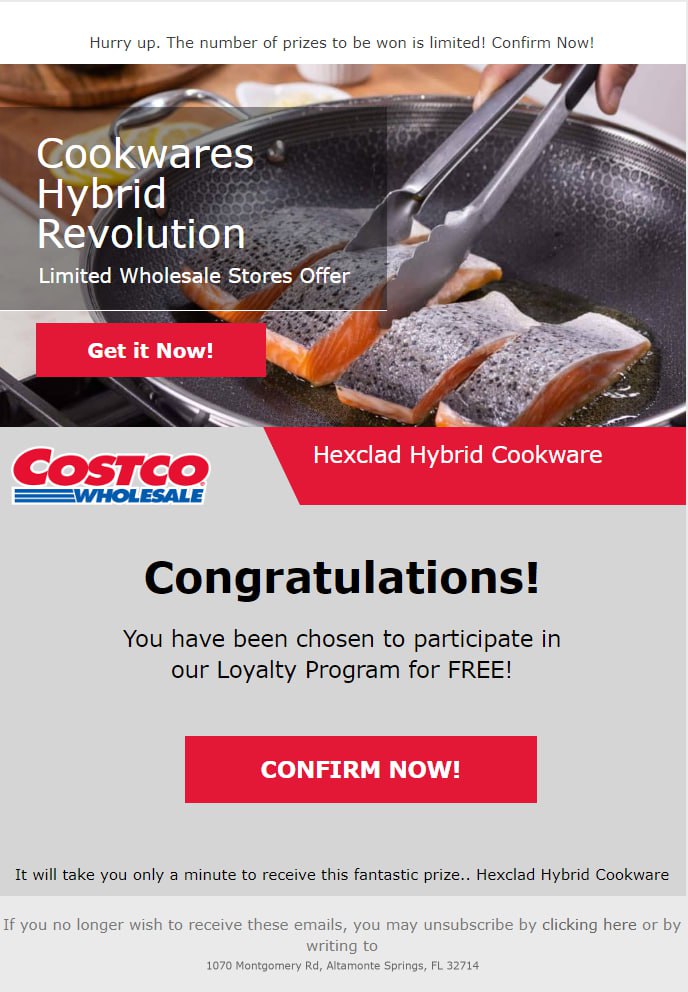 Hurry up. The number of prizes to be won is limited! Confirm Now!
Cookwares
Hybrid
Revolution
Limited Wholesale Stores Offer
Get it Now!
COSTCO
WHOLESALE
Hexclad Hybrid Cookware
Congratulations!
You have been chosen to participate in
our Loyalty Program for FREE!
CONFIRM NOW!
It will take you only a minute to receive this fantastic prize.. Hexclad Hybrid Cookware
If you no longer wish to receive these emails, you may unsubscribe by clicking here or by
writing to
1070 Montgomery Rd, Altamonte Springs, FL 32714